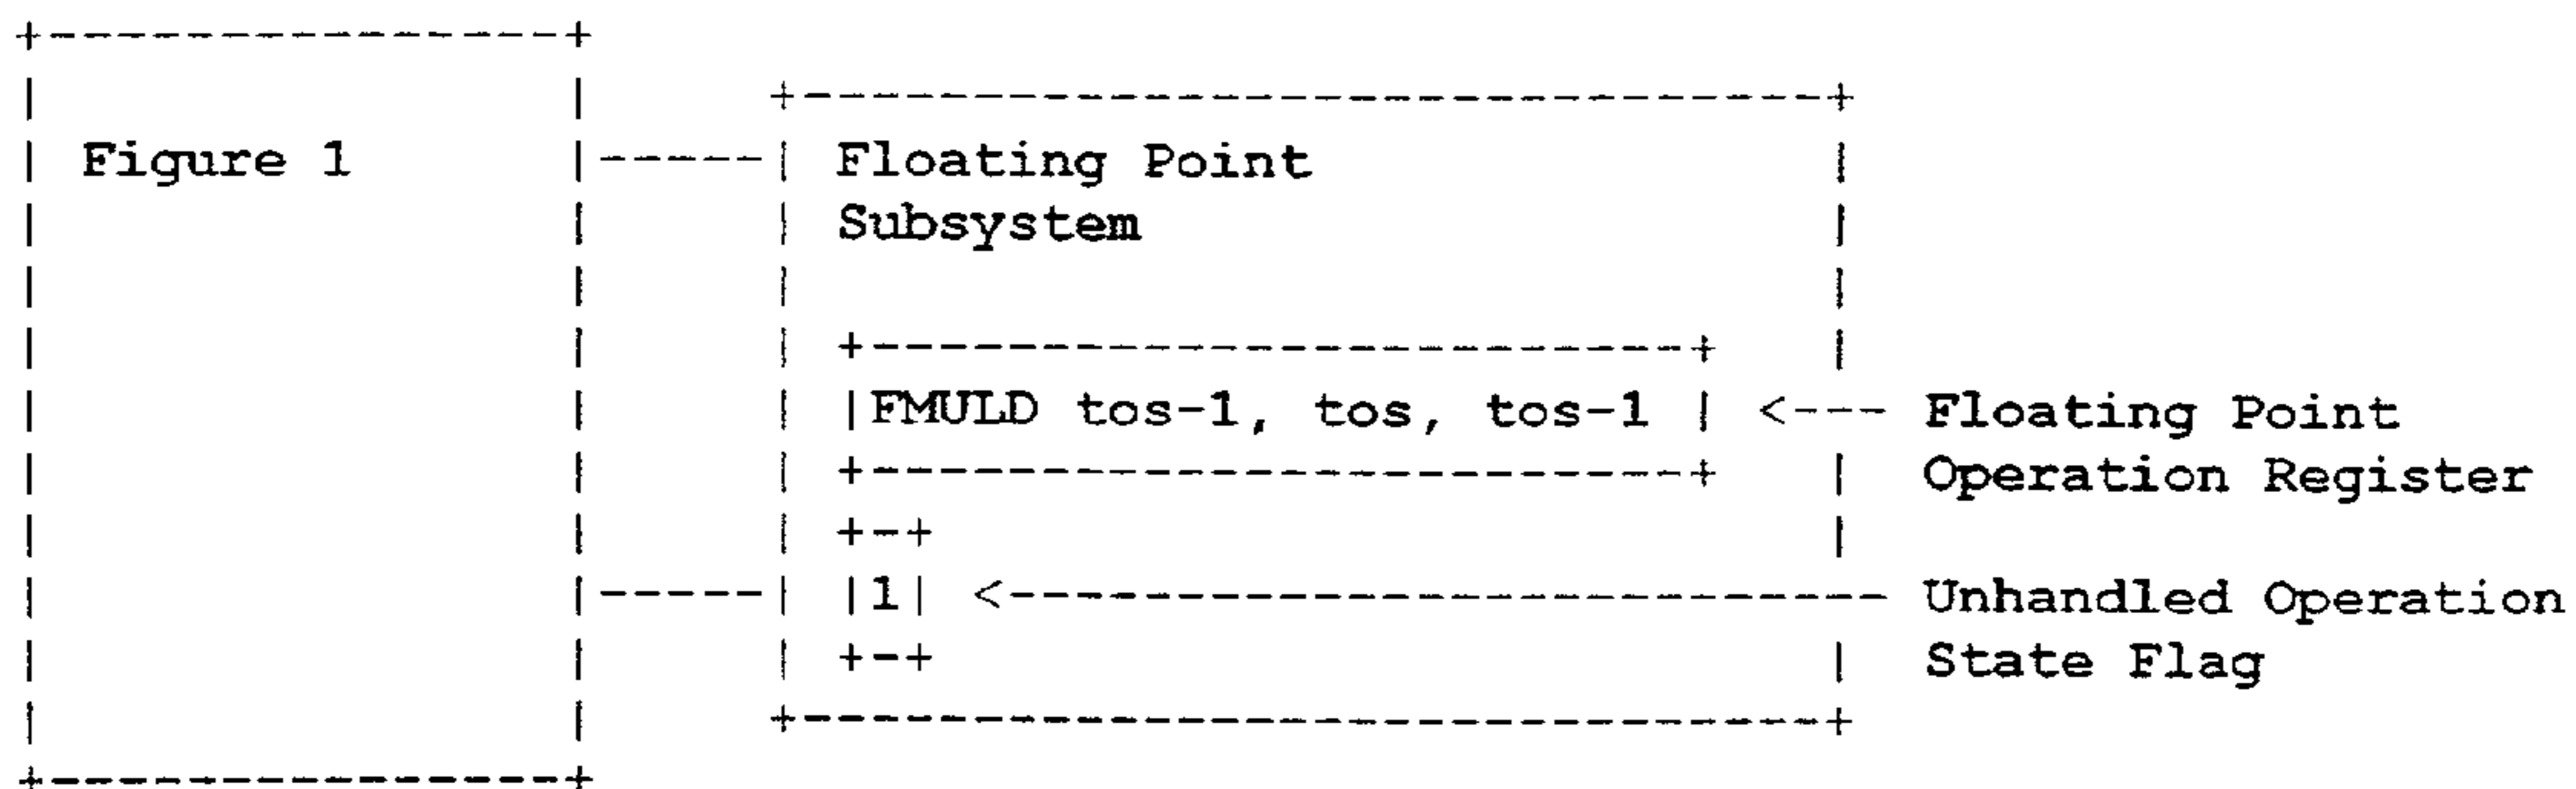 Figure 1
Floating Point
Subsystem
FMULD tos-1, tos, tos-1 <--- Floating Point
Operation Register
1 <-------------------------- Unhandled Operation
State Flag